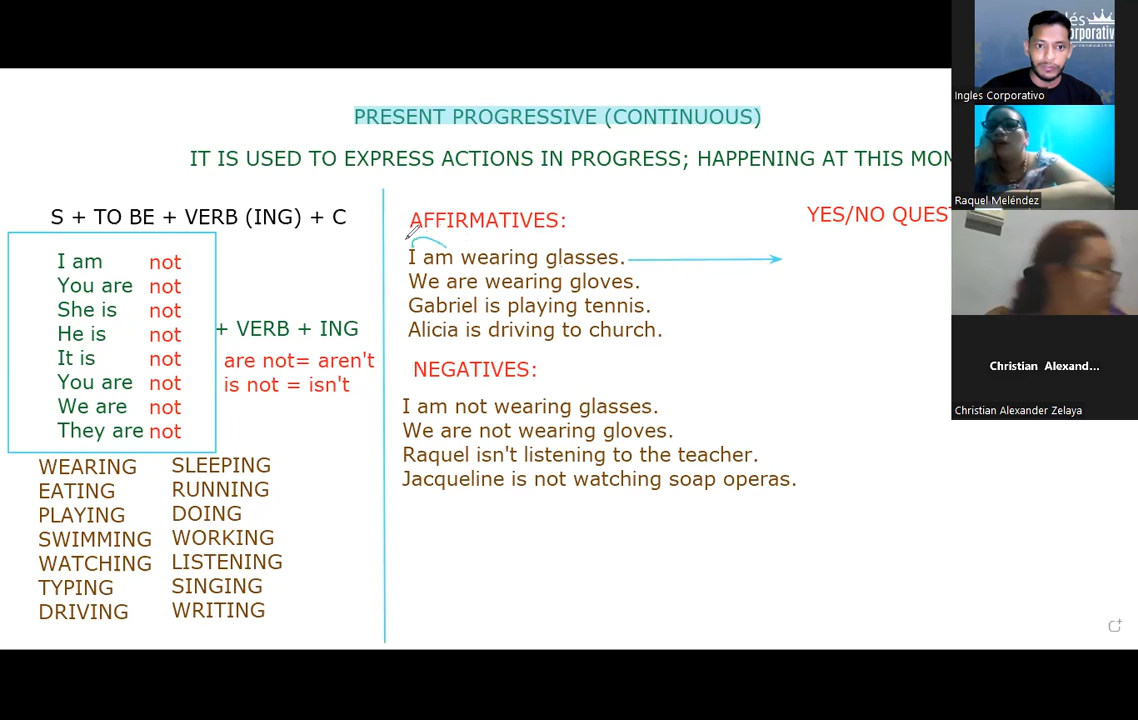 PRESENT PROGRESSIVE (CONTINUOUS)
IT IS USED TO EXPRESS ACTIONS IN PROGRESS; HAPPENING AT THIS MOM
S + TO BE + VERB (ING) + C
I am not
You are not
She is not
He is not
It is not
You are not
We are not
They are not
+ VERB + ING
are not= aren't
is not = isn't
WEARING SLEEPING
EATING RUNNING
PLAYING DOING
SWIMMING WORKING
WATCHING LISTENING
TYPING SINGING
DRIVING WRITING
AFFIRMATIVES:
I am wearing glasses.
We are wearing gloves.
Gabriel is playing tennis.
Alicia is driving to church.
NEGATIVES:
I am not wearing glasses.
We are not wearing gloves.
Raquel isn't listening to the teacher.
Jacqueline is not watching soap operas.
YES/NO QUEST
Ingles Corporativo
Raquel Meléndez
Christian Alexand...
Christian Alexander Zelaya